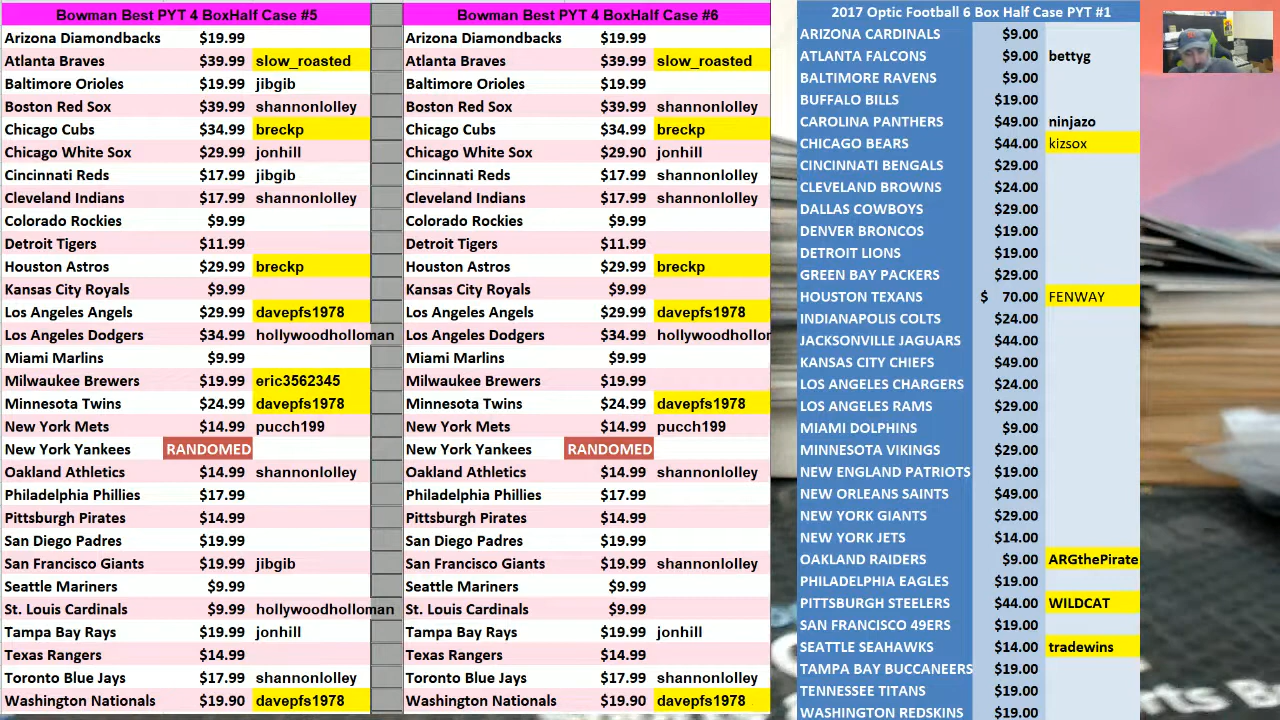 Bowman Best PYT 4 BoxHalf Case #5
Arizona Diamondbacks $19.99
Atlanta Braves $39.99 slow_roasted
Baltimore Orioles $19.99 jibgib
Boston Red Sox $39.99 shannonlolley
Chicago Cubs $34.99 breckp
Chicago White Sox $29.99 jonhill
Cincinnati Reds $17.99 jibgib
Cleveland Indians $17.99 shannonlolley
Colorado Rockies $9.99
Detroit Tigers $11.99
Houston Astros $29.99 breckp
Kansas City Royals $9.99
Los Angeles Angels $29.99 davepfs1978
Los Angeles Dodgers $34.99 hollywoodholloman
Miami Marlins $9.99
Milwaukee Brewers $19.99 eric3562345
Minnesota Twins $24.99 davepfs1978
New York Mets $14.99 pucch199
New York Yankees RANDOMED
Oakland Athletics $14.99 shannonlolley
Philadelphia Phillies $17.99
Pittsburgh Pirates $14.99
San Diego Padres $19.99
San Francisco Giants $19.99 jibgib
Seattle Mariners $9.99
St. Louis Cardinals $9.99 hollywoodholloman
Tampa Bay Rays $19.99 jonhill
Texas Rangers $14.99
Toronto Blue Jays $17.99 shannonlolley
Washington Nationals $19.90 davepfs1978
Bowman Best PYT 4 BoxHalf Case #6
Arizona Diamondbacks $19.99
Atlanta Braves $39.99 slow_roasted
Baltimore Orioles $19.99
Boston Red Sox $39.99 shannonlolley
Chicago Cubs $34.99 breckp
Chicago White Sox $29.90 jonhill
Cincinnati Reds $17.99 shannonlolley
Cleveland Indians $17.99 shannonlolley
Colorado Rockies $9.99
Detroit Tigers $11.99
Houston Astros $29.99 breckp
Kansas City Royals $9.99
Los Angeles Angels $29.99 davepfs1978
Los Angeles Dodgers $34.99 hollywoodhollor
Miami Marlins $9.99
Milwaukee Brewers $19.99
Minnesota Twins $24.99 davepfs1978
New York Mets $14.99 pucch199
New York Yankees RANDOMED
Oakland Athletics $14.99 shannonlolley
Philadelphia Phillies $17.99
Pittsburgh Pirates $14.99
San Diego Padres $19.99
San Francisco Giants $19.99 shannonlolley
Seattle Mariners $9.99
St. Louis Cardinals $9.99
Tampa Bay Rays $19.99 jonhill
Texas Rangers $14.99
Toronto Blue Jays $17.99 shannonlolley
Washington Nationals $19.90 davepfs1978
2017 Optic Football 6 Box Half Case PYT #1
ARIZONA CARDINALS $9.00
ATLANTA FALCONS $9.00 bettyg
BALTIMORE RAVENS $9.00
BUFFALO BILLS $19.00
CAROLINA PANTHERS $49.00 ninjazo
CHICAGO BEARS $44.00 kizsox
CINCINNATI BENGALS $29.00
CLEVELAND BROWNS $24.00
DALLAS COWBOYS $29.00
DENVER BRONCOS $19.00
DETROIT LIONS $19.00
GREEN BAY PACKERS $29.00
HOUSTON TEXANS $ 70.00 FENWAY
INDIANAPOLIS COLTS $24.00
JACKSONVILLE JAGUARS $44.00
KANSAS CITY CHIEFS $49.00
LOS ANGELES CHARGERS $24.00
LOS ANGELES RAMS $29.00
MIAMI DOLPHINS $9.00
MINNESOTA VIKINGS $29.00
NEW ENGLAND PATRIOTS $19.00
NEW ORLEANS SAINTS $49.00
NEW YORK GIANTS $29.00
NEW YORK JETS $14.00
OAKLAND RAIDERS $9.00 ARGthePirate
PHILADELPHIA EAGLES $19.00
PITTSBURGH STEELERS $44.00 WILDCAT
SAN FRANCISCO 49ERS $19.00
SEATTLE SEAHAWKS $14.00 tradewins
TAMPA BAY BUCCANEERS $19.00
TENNESSEE TITANS $19.00
WASHINGTON REDSKINS $19.00